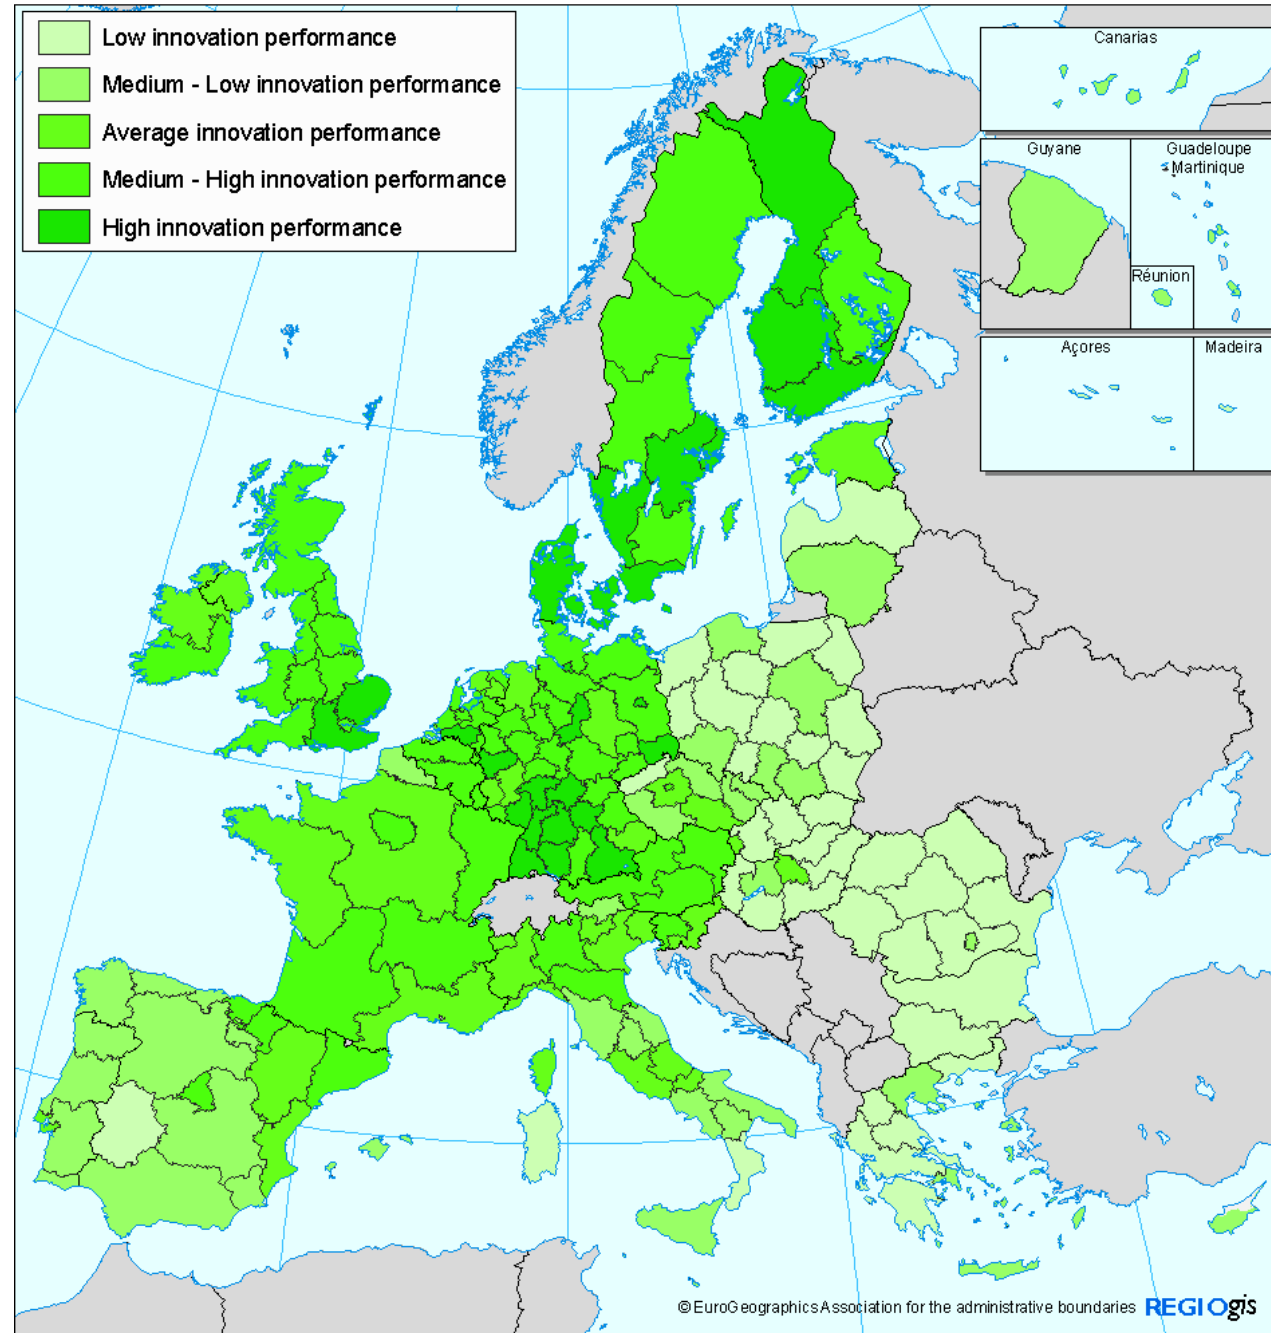 Low innovation performance
Medium - Low innovation performance
Average innovation performance
Medium - High innovation performance
High innovation performance
Canarias
Guyane
Guadeloupe
Martinique
Réunion
Açores
Madeira
©EuroGeographics Association for the administrative boundaries REGIOgis